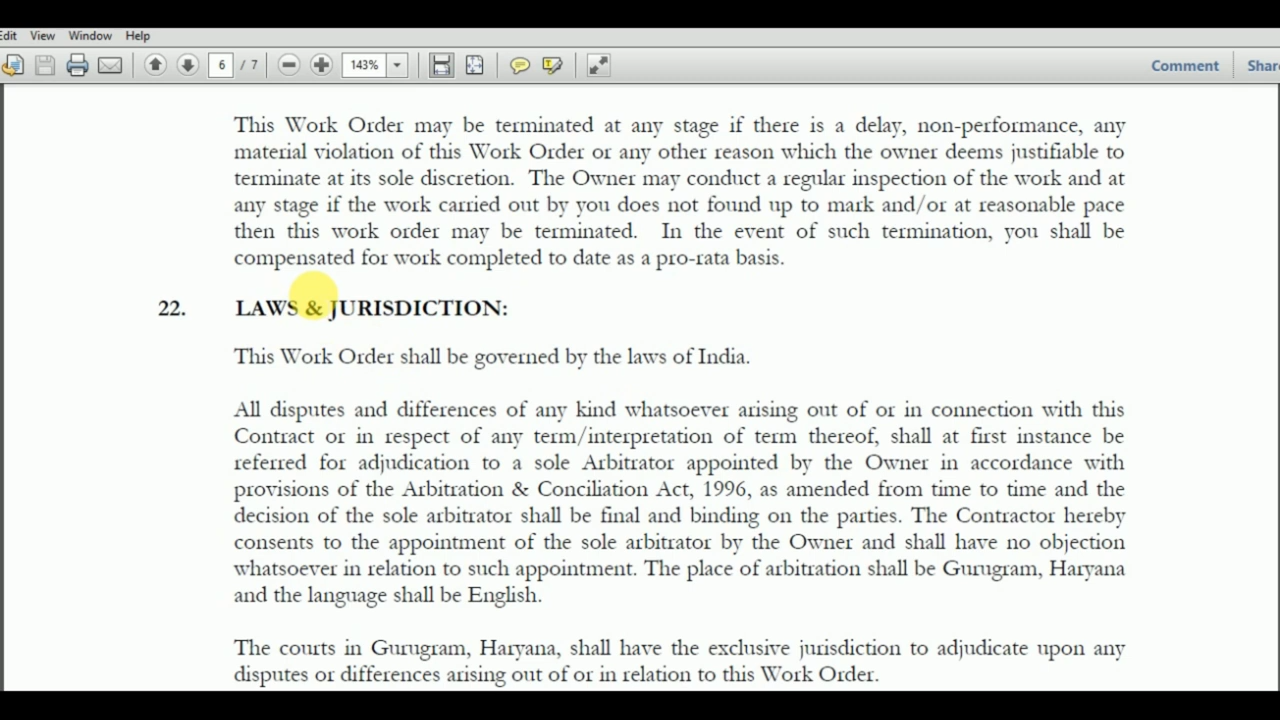 Edit View Window Help
6 / 7 143% Comment Share
This Work Order may be terminated at any stage if there is a delay, non-performance, any
material violation of this Work Order or any other reason which the owner deems justifiable to
terminate at its sole discretion. The Owner may conduct a regular inspection of the work and at
any stage if the work carried out by you does not found up to mark and/or at reasonable pace
then this work order may be terminated. In the event of such termination, you shall be
compensated for work completed to date as a pro-rata basis.
22. LAWS & JURISDICTION:
This Work Order shall be governed by the laws of India.
All disputes and differences of any kind whatsoever arising out of or in connection with this
Contract or in respect of any term/interpretation of term thereof, shall at first instance be
referred for adjudication to a sole Arbitrator appointed by the Owner in accordance with
provisions of the Arbitration & Conciliation Act, 1996, as amended from time to time and the
decision of the sole arbitrator shall be final and binding on the parties. The Contractor hereby
consents to the appointment of the sole arbitrator by the Owner and shall have no objection
whatsoever in relation to such appointment. The place of arbitration shall be Gurugram, Haryana
and the language shall be English.
The courts in Gurugram, Haryana, shall have the exclusive jurisdiction to adjudicate upon any
disputes or differences arising out of or in relation to this Work Order.